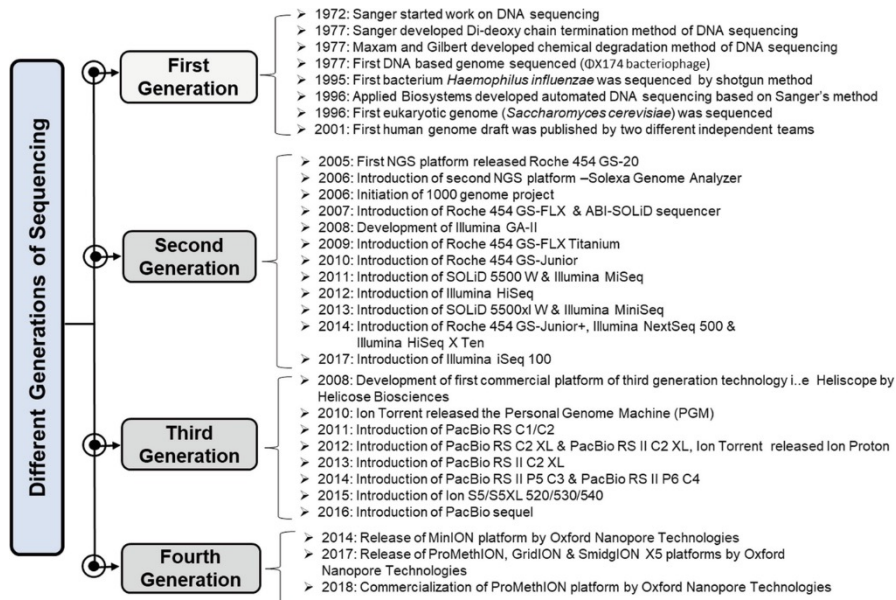 Different Generations of Sequencing
First
Generation
➢ 1972: Sanger started work on DNA sequencing
➢ 1977: Sanger developed Di-deoxy chain termination method of DNA sequencing
➢ 1977: Maxam and Gilbert developed chemical degradation method of DNA sequencing
➢ 1977: First DNA based genome sequenced (ΦX174 bacteriophage)
➢ 1995: First bacterium Haemophilus influenzae was sequenced by shotgun method
➢ 1996: Applied Biosystems developed automated DNA sequencing based on Sanger's method
➢ 1996: First eukaryotic genome (Saccharomyces cerevisiae) was sequenced
➢ 2001: First human genome draft was published by two different independent teams
Second
Generation
➢ 2005: First NGS platform released Roche 454 GS-20
➢ 2006: Introduction of second NGS platform –Solexa Genome Analyzer
➢ 2006: Initiation of 1000 genome project
➢ 2007: Introduction of Roche 454 GS-FLX & ABI-SOLiD sequencer
➢ 2008: Development of Illumina GA-II
➢ 2009: Introduction of Roche 454 GS-FLX Titanium
➢ 2010: Introduction of Roche 454 GS-Junior
➢ 2011: Introduction of SOLiD 5500 W & Illumina MiSeq
➢ 2012: Introduction of Illumina HiSeq
➢ 2013: Introduction of SOLiD 5500xl W & Illumina MiniSeq
➢ 2014: Introduction of Roche 454 GS-Junior+, Illumina NextSeq 500 &
Illumina HiSeq X Ten
➢ 2017: Introduction of Illumina iSeq 100
Third
Generation
➢ 2008: Development of first commercial platform of third generation technology i..e Heliscope by
Helicose Biosciences
➢ 2010: Ion Torrent released the Personal Genome Machine (PGM)
➢ 2011: Introduction of PacBio RS C1/C2
➢ 2012: Introduction of PacBio RS C2 XL & PacBio RS II C2 XL, Ion Torrent released Ion Proton
➢ 2013: Introduction of PacBio RS II C2 XL
➢ 2014: Introduction of PacBio RS II P5 C3 & PacBio RS II P6 C4
➢ 2015: Introduction of Ion S5/S5XL 520/530/540
➢ 2016: Introduction of PacBio sequel
Fourth
Generation
➢ 2014: Release of MinION platform by Oxford Nanopore Technologies
➢ 2017: Release of ProMethION, GridION & SmidgION X5 platforms by Oxford
Nanopore Technologies
➢ 2018: Commercialization of ProMethION platform by Oxford Nanopore Technologies